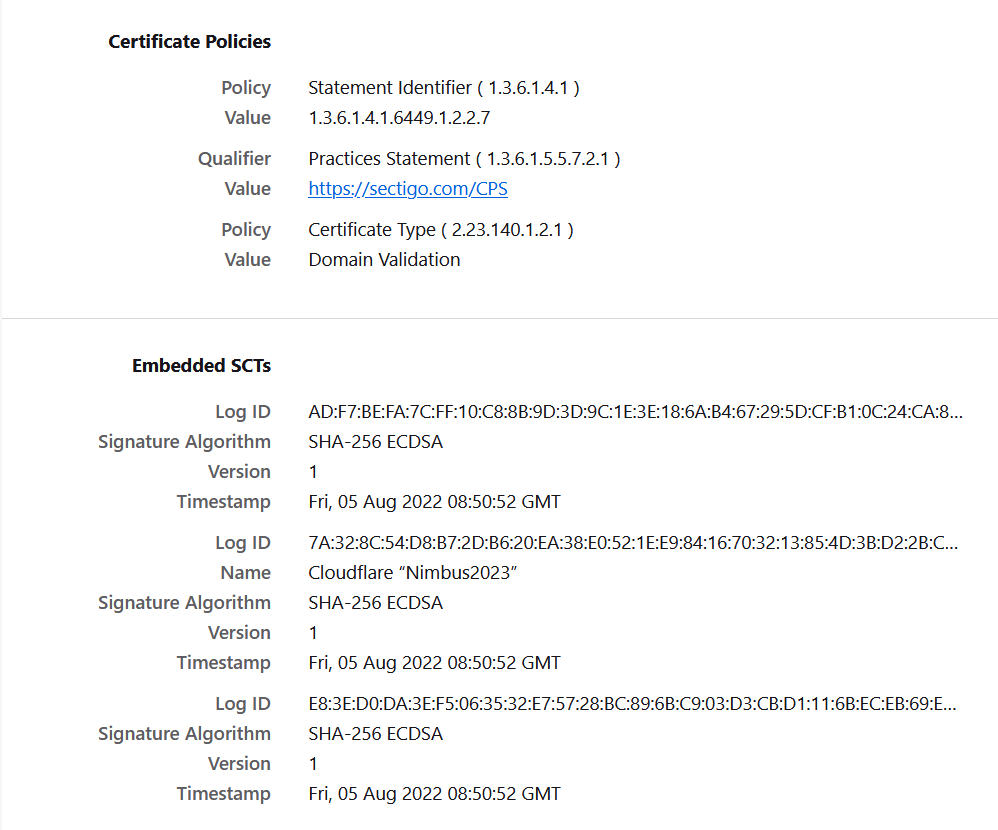 Certificate Policies
Policy Statement Identifier ( 1.3.6.1.4.1 )
Value 1.3.6.1.4.1.6449.1.2.2.7
Qualifier Practices Statement ( 1.3.6.1.5.5.7.2.1 )
Value https://sectigo.com/CPS
Policy Certificate Type ( 2.23.140.1.2.1 )
Value Domain Validation
Embedded SCTs
Log ID AD:F7:BE:FA:7C:FF:10:C8:8B:9D:3D:9C:1E:3E:18:6A:B4:67:29:5D:CF:B1:0C:24:CA:8…
Signature Algorithm SHA-256 ECDSA
Version 1
Timestamp Fri, 05 Aug 2022 08:50:52 GMT
Log ID 7A:32:8C:54:D8:B7:2D:B6:20:EA:38:E0:52:1E:E9:84:16:70:32:13:85:4D:3B:D2:2B:C…
Name Cloudflare “Nimbus2023”
Signature Algorithm SHA-256 ECDSA
Version 1
Timestamp Fri, 05 Aug 2022 08:50:52 GMT
Log ID E8:3E:D0:DA:3E:F5:06:35:32:E7:57:28:BC:89:6B:C9:03:D3:CB:D1:11:6B:EC:EB:69:E…
Signature Algorithm SHA-256 ECDSA
Version 1
Timestamp Fri, 05 Aug 2022 08:50:52 GMT